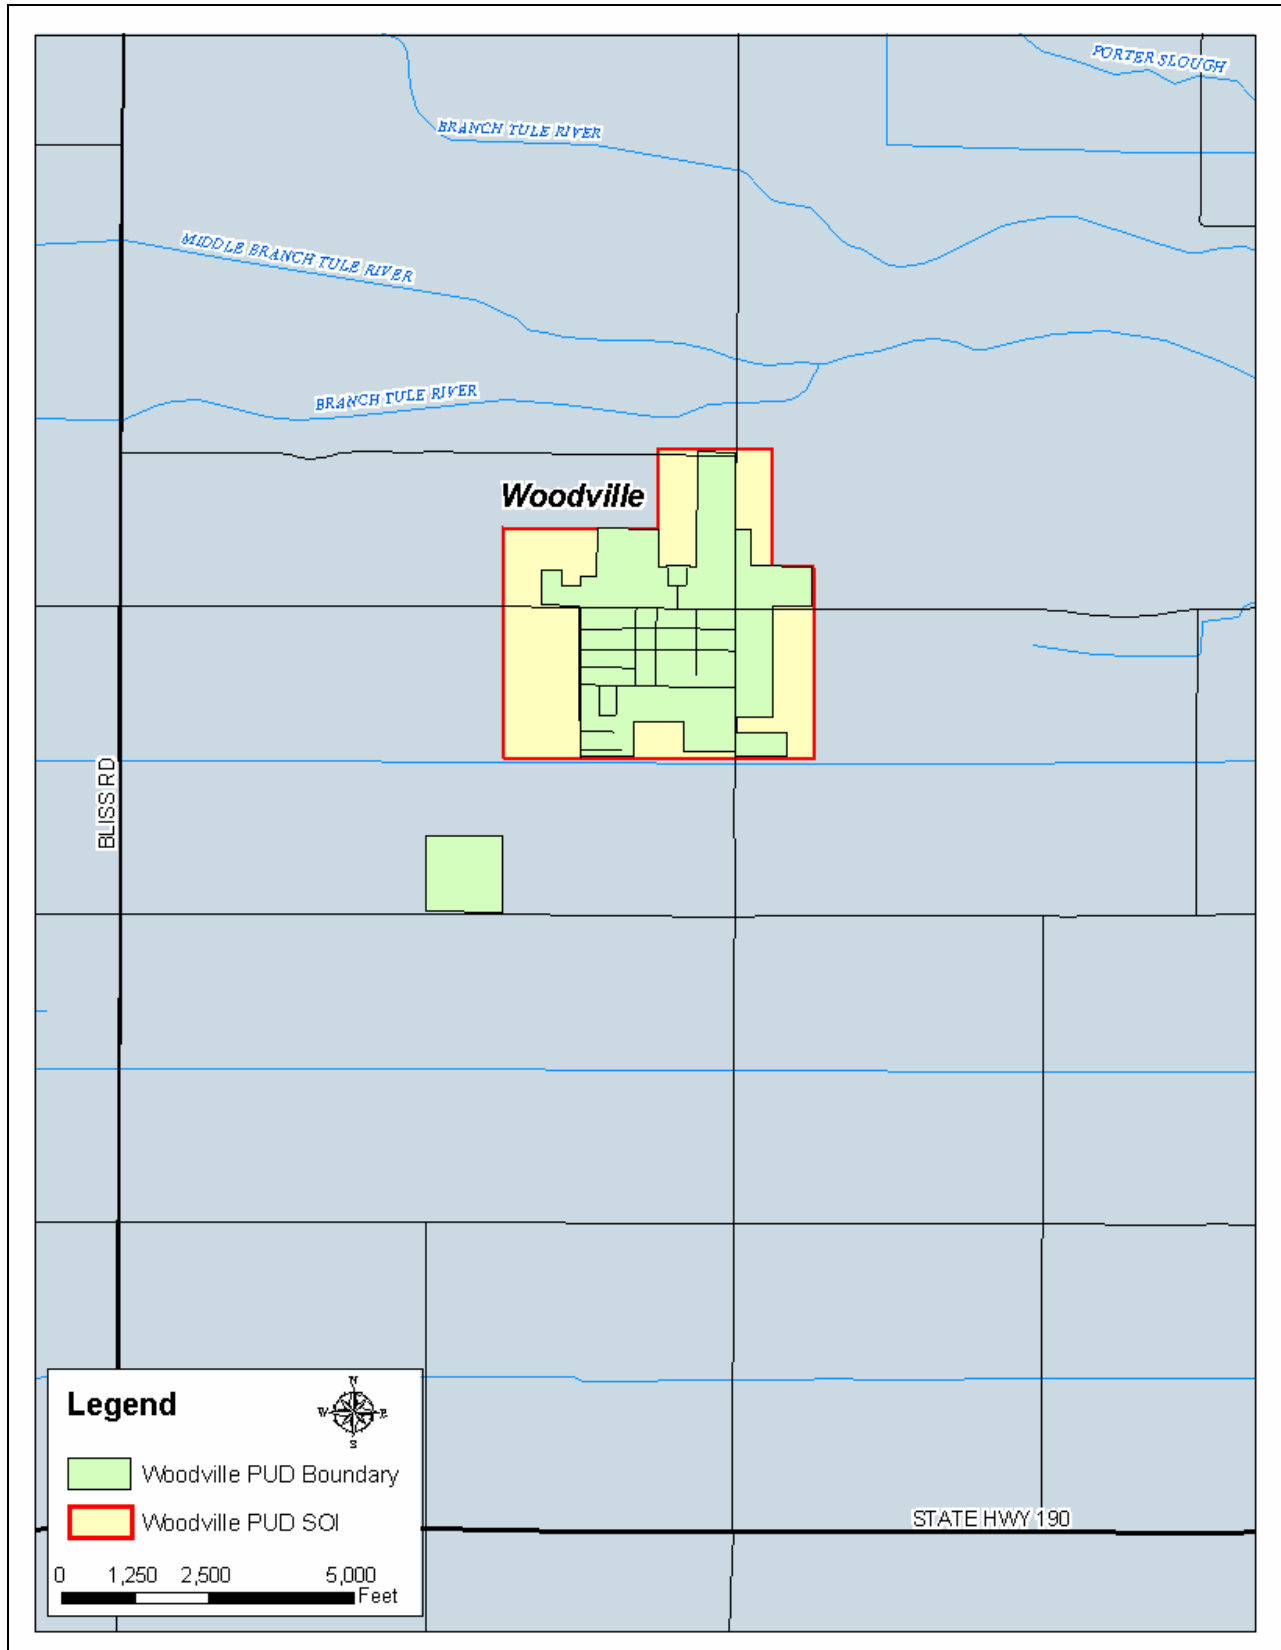 PORTER SLOUGH
BRANCH TULE RIVER
MIDDLE BRANCH TULE RIVER
BRANCH TULE RIVER
Woodville
BLISS RD
Legend
N
W E
S
Woodville PUD Boundary
Woodville PUD SOI
STATE HWY 190
0 1,250 2,500 5,000
Feet